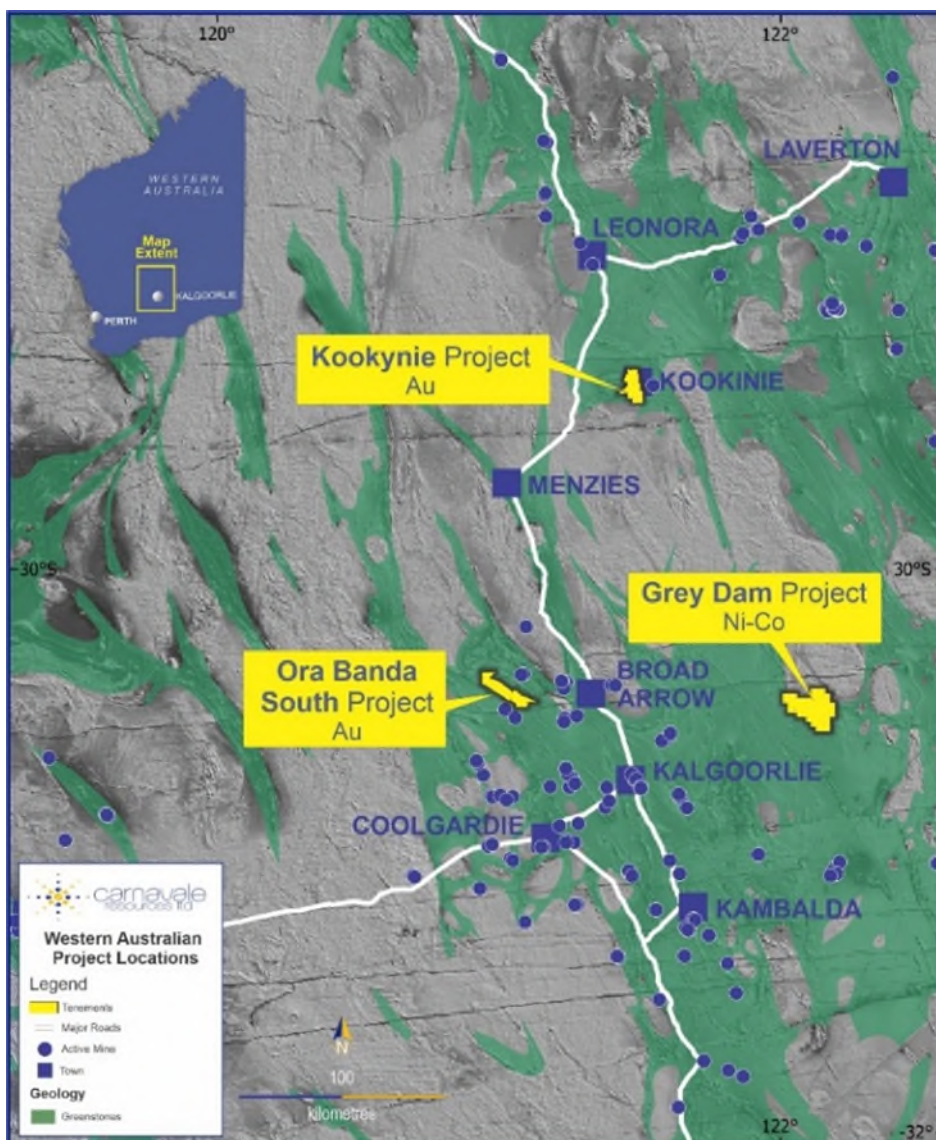 120°
122°
WESTERN
AUSTRALIA
Map
Extent
KALGOORLIE
PERTH
LAVERTON
LEONORA
Kookynie Project
Au
KOOKINIE
MENZIES
30°S
30°S
Grey Dam Project
Ni-Co
Ora Banda
South Project
Au
BROAD
ARROW
KALGOORLIE
COOLGARDIE
KAMBALDA
carnavale
resources ltd
Western Australian
Project Locations
Legend
Tenements
Major Roads
Active Mine
Town
Geology
Greenstones
N
100
kilometres
122°
-32°